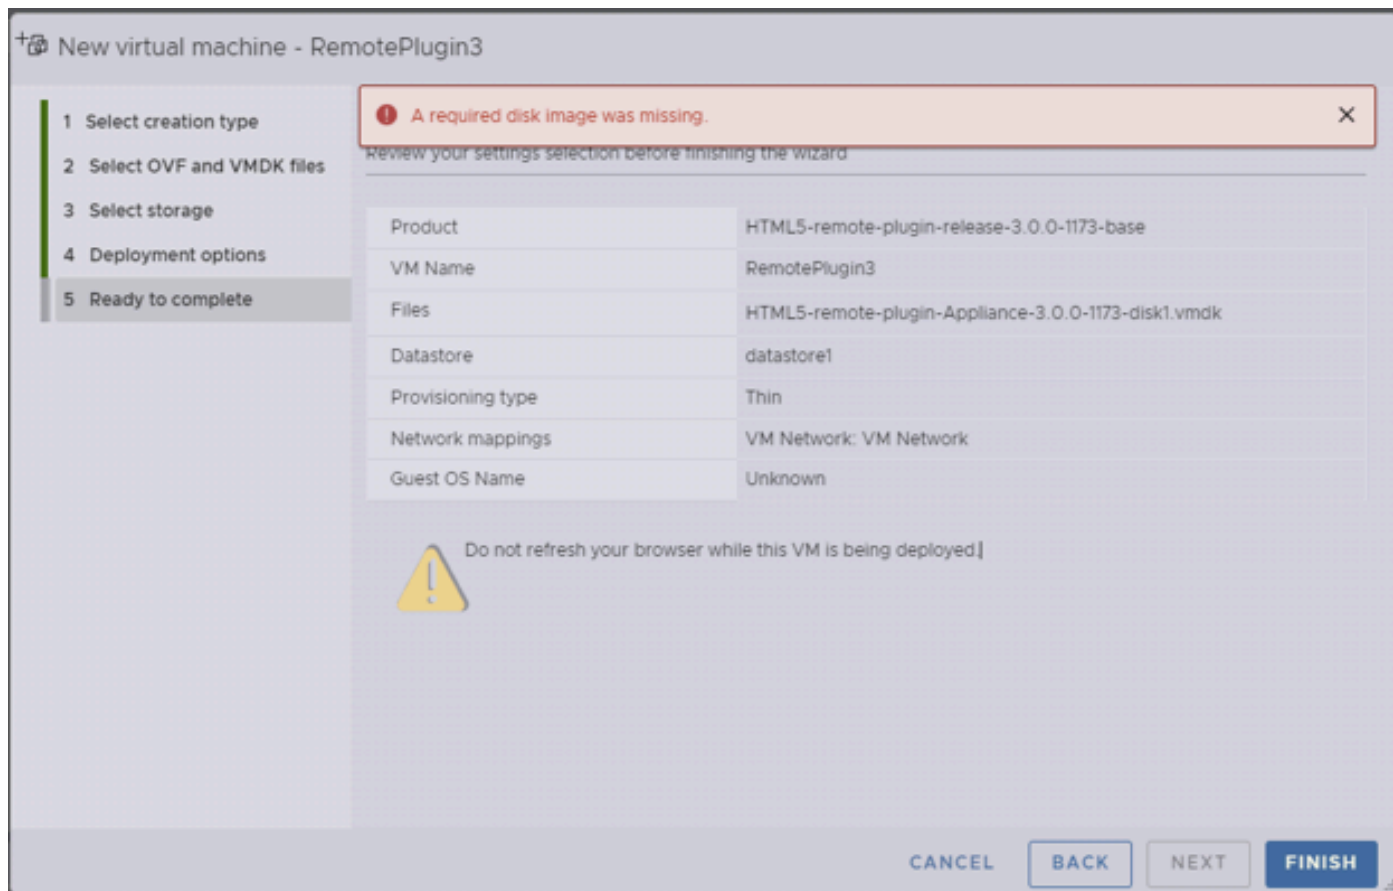 New virtual machine - RemotePlugin3
1 Select creation type
2 Select OVF and VMDK files
3 Select storage
4 Deployment options
5 Ready to complete
A required disk image was missing.
Review your settings selection before finishing the wizard
Product HTML5-remote-plugin-release-3.0.0-1173-base
VM Name RemotePlugin3
Files HTML5-remote-plugin-Appliance-3.0.0-1173-disk1.vmdk
Datastore datastore1
Provisioning type Thin
Network mappings VM Network: VM Network
Guest OS Name Unknown
Do not refresh your browser while this VM is being deployed.
CANCEL BACK NEXT FINISH